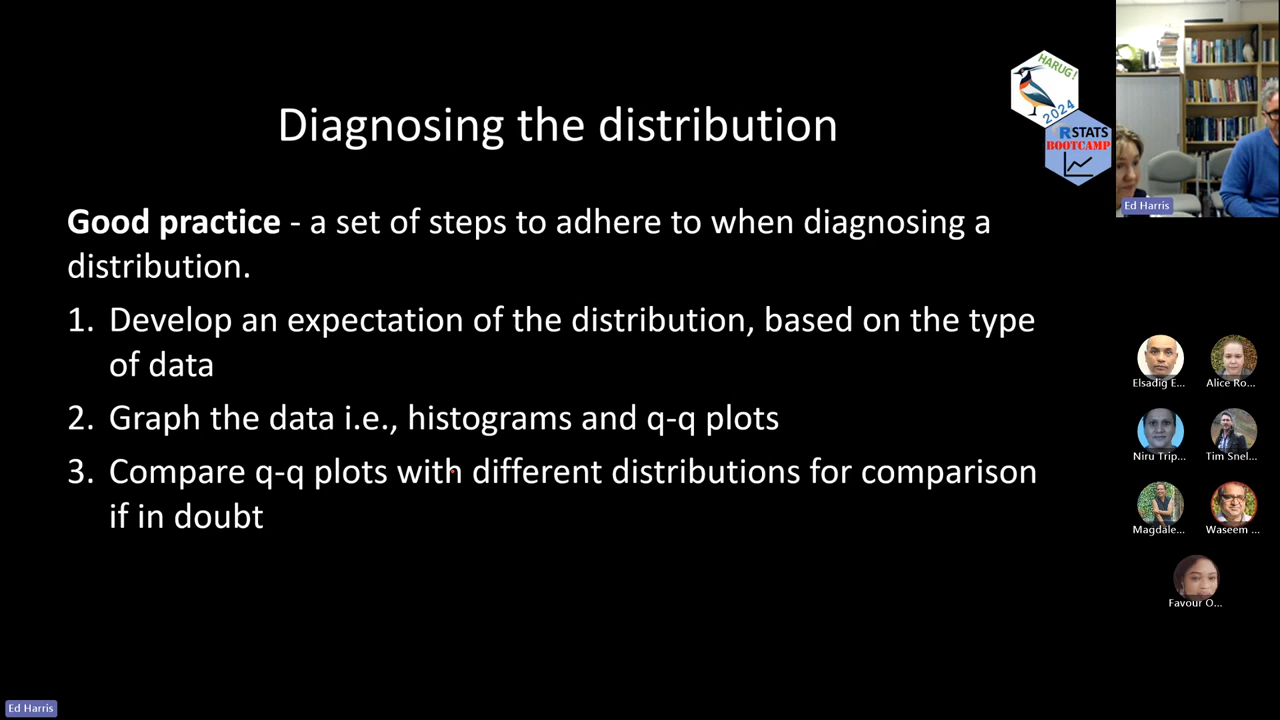 Diagnosing the distribution
HARUG!
2024
RSTATS
BOOTCAMP
Good practice - a set of steps to adhere to when diagnosing a
distribution.
1. Develop an expectation of the distribution, based on the type
of data
2. Graph the data i.e., histograms and q-q plots
3. Compare q-q plots with different distributions for comparison
if in doubt
Ed Harris
Elsadig E...
Alice Ro...
Niru Trip...
Tim Snel...
Magdale...
Waseem ...
Favour O...
Ed Harris